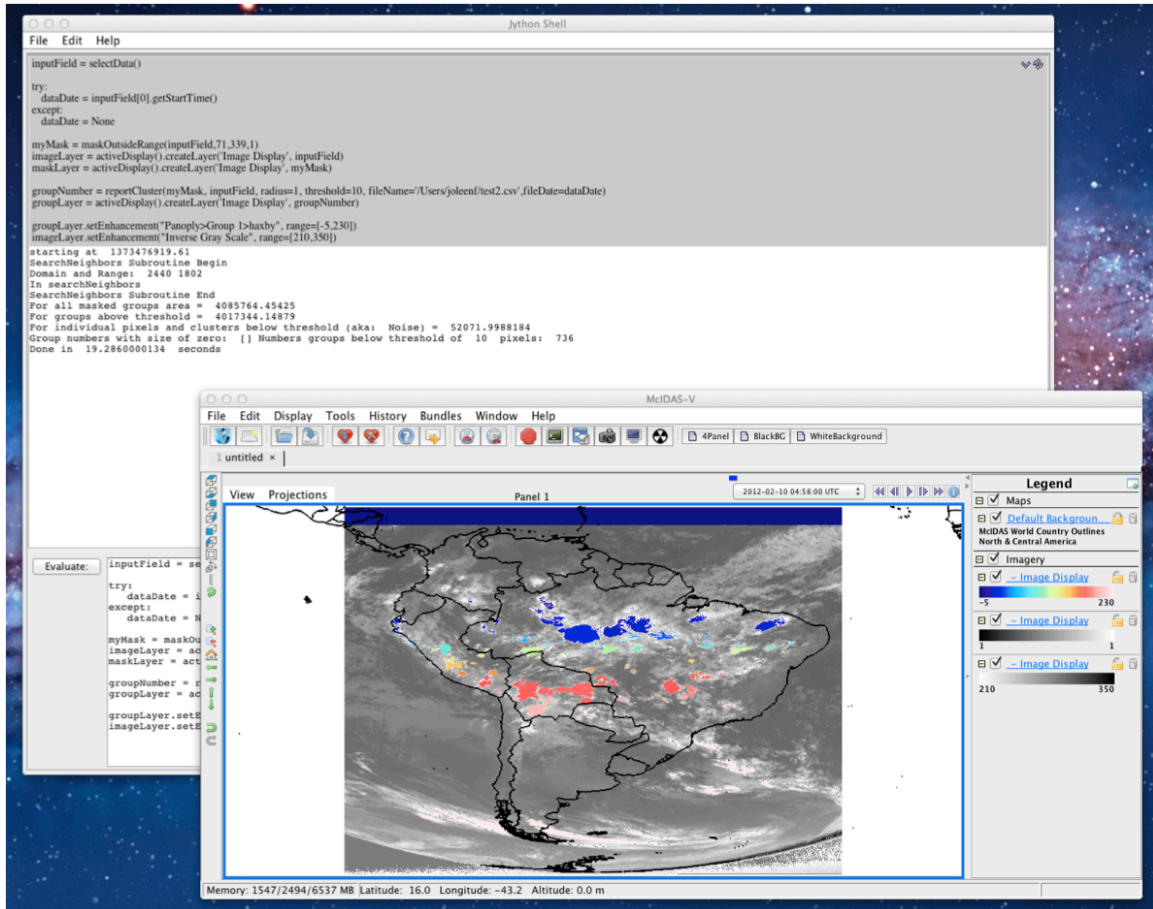 Jython Shell
File Edit Help
inputField = selectData()
try:
dataDate = inputField[0].getStartTime()
except:
dataDate = None
myMask = maskOutsideRange(inputField,71,339,1)
imageLayer = activeDisplay().createLayer('Image Display', inputField)
maskLayer = activeDisplay().createLayer('Image Display', myMask)
groupNumber = reportCluster(myMask, inputField, radius=1, threshold=10, fileName='/Users/joleenf/test2.csv',fileDate=dataDate)
groupLayer = activeDisplay().createLayer('Image Display', groupNumber)
groupLayer.setEnhancement("Panoply>Group 1>haxby", range=[-5,230])
imageLayer.setEnhancement("Inverse Gray Scale", range=[210,350])
starting at 1373476919.61
SearchNeighbors Subroutine Begin
Domain and Range: 2440 1802
In searchNeighbors
SearchNeighbors Subroutine End
For all masked groups area = 4085764.45425
For groups above threshold = 4017344.14879
For individual pixels and clusters below threshold (aka: Noise) = 52071.9988184
Group numbers with size of zero: [] Numbers groups below threshold of 10 pixels: 736
Done in 19.2860000134 seconds
Evaluate:
inputField = se
try:
dataDate = i
except:
dataDate = N
myMask = maskOu
imageLayer = ac
maskLayer = act
groupNumber = r
groupLayer = ac
groupLayer.setE
imageLayer.setE
McIDAS-V
File Edit Display Tools History Bundles Window Help
4Panel BlackBG WhiteBackground
1 untitled ×
View Projections
Panel 1
2012-02-10 04:58:00 UTC
Legend
Maps
Default Backgroun...
McIDAS World Country Outlines
North & Central America
Imagery
- Image Display
-5 230
- Image Display
1 1
- Image Display
210 350
Memory: 1547/2494/6537 MB Latitude: 16.0 Longitude: -43.2 Altitude: 0.0 m